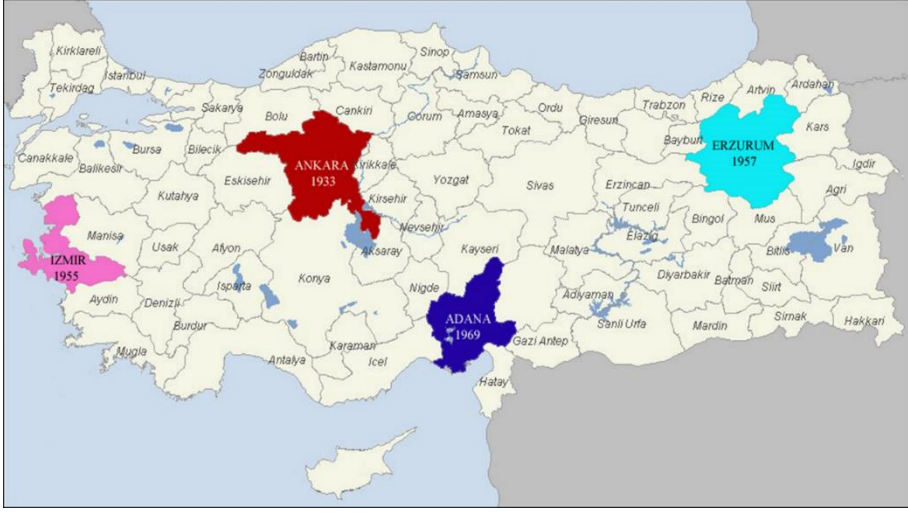 Kirklareli
Tekirdag
Istanbul
Bartin
Zonguldak
Kastamonu
Sinop
Samsun
Sakarya
Bolu
Cankiri
Corum
Amasya
Ordu
Giresun
Trabzon
Rize
Artvin
Ardahan
Tokat
Canakkale
Balikesir
Bursa
Bilecik
Eskisehir
ANKARA
1933
Kirikkale
Yozgat
Sivas
Erzincan
Bayburt
ERZURUM
1957
Kars
Igdir
Agri
Kutahya
Kirsehir
Nevsehir
Tunceli
Bingol
Mus
Manisa
IZMIR
1955
Usak
Afyon
Konya
Aksaray
Kayseri
Malatya
Elazig
Bitlis
Van
Aydin
Denizli
Isparta
Burdur
Nigde
ADANA
1969
Adiyaman
Diyarbakir
Batman
Siirt
Mugla
Antalya
Karaman
Icel
Gazi Antep
Sanli Urfa
Mardin
Sirnak
Hakkari
Hatay